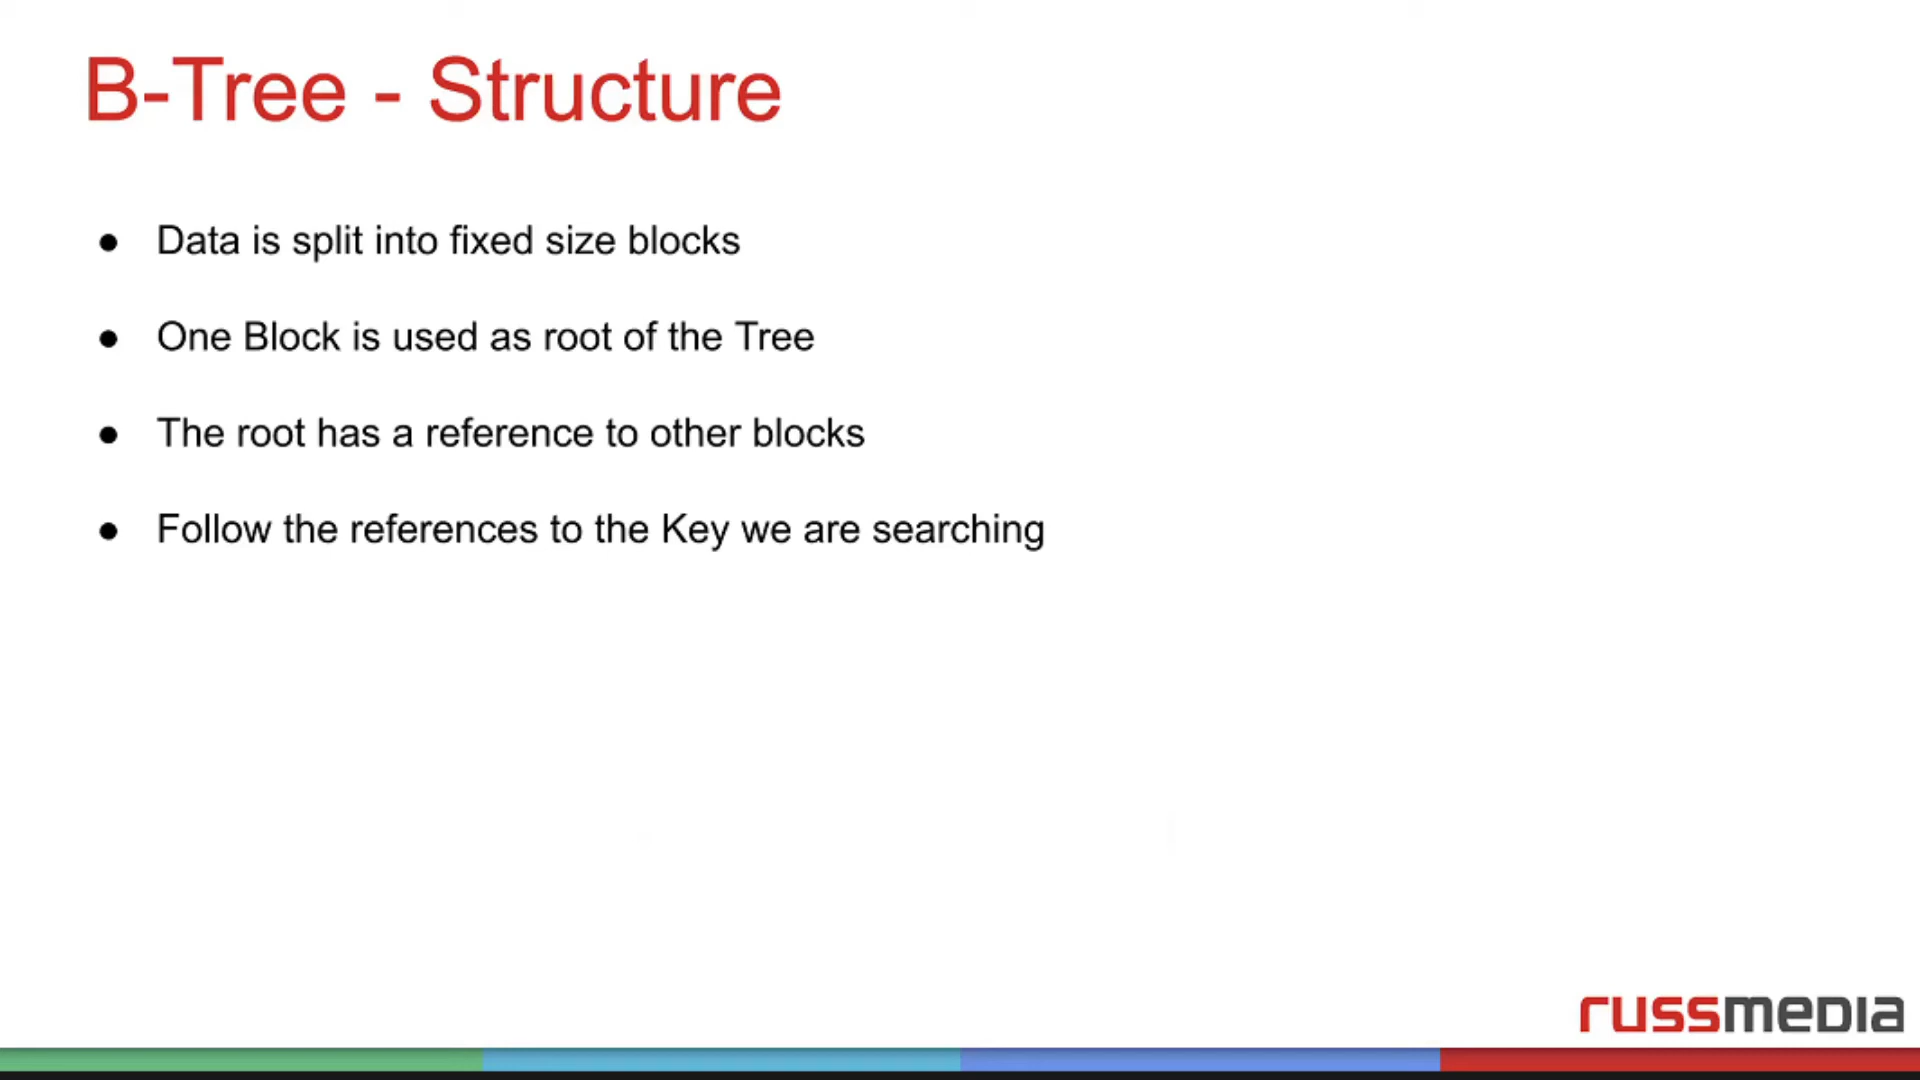 B-Tree - Structure
● Data is split into fixed size blocks
● One Block is used as root of the Tree
● The root has a reference to other blocks
● Follow the references to the Key we are searching
russmedia